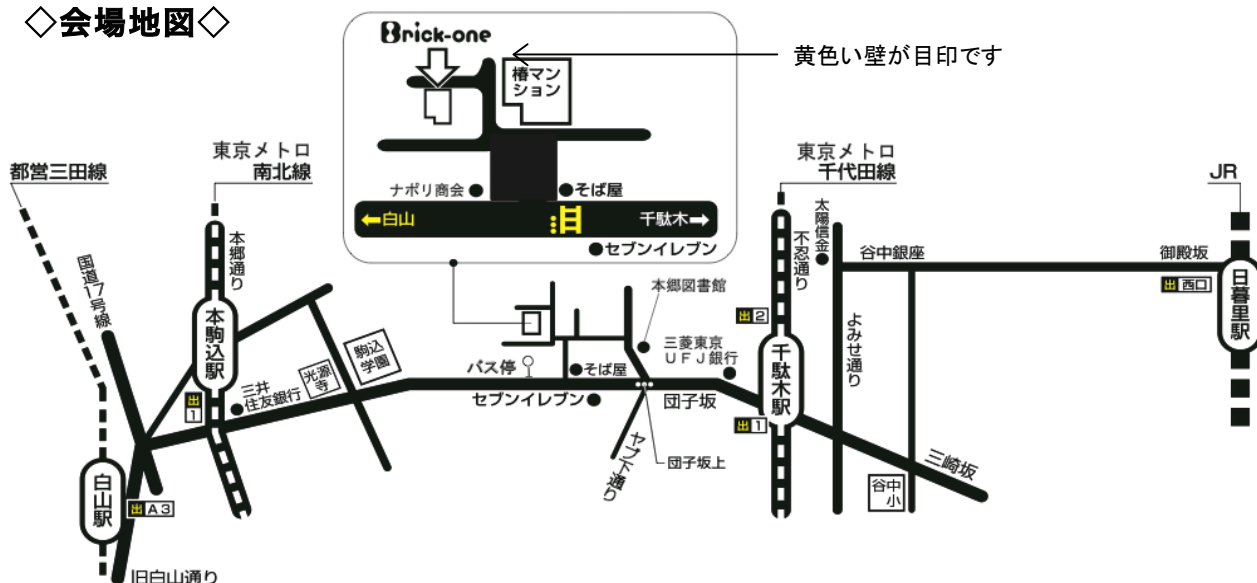 ◇会場地図◇
Brick-one
黄色い壁が目印です
椿マン
ション
ナポリ商会
そば屋
←白山
千駄木→
セブンイレブン
都営三田線
東京メトロ
南北線
東京メトロ
千代田線
JR
国道17号線
本郷通り
不忍通り
太陽信金
谷中銀座
御殿坂
出 西口
日暮里駅
本郷図書館
出 2
三菱東京
UFJ銀行
よみせ通り
本駒込駅
駒込
学園
光源
寺
三井
住友銀行
出
1
バス停
そば屋
セブンイレブン
団子坂
千駄木駅
出 1
ヤブ下通り
団子坂上
三崎坂
谷中
小
白山駅
出 A3
旧白山通り